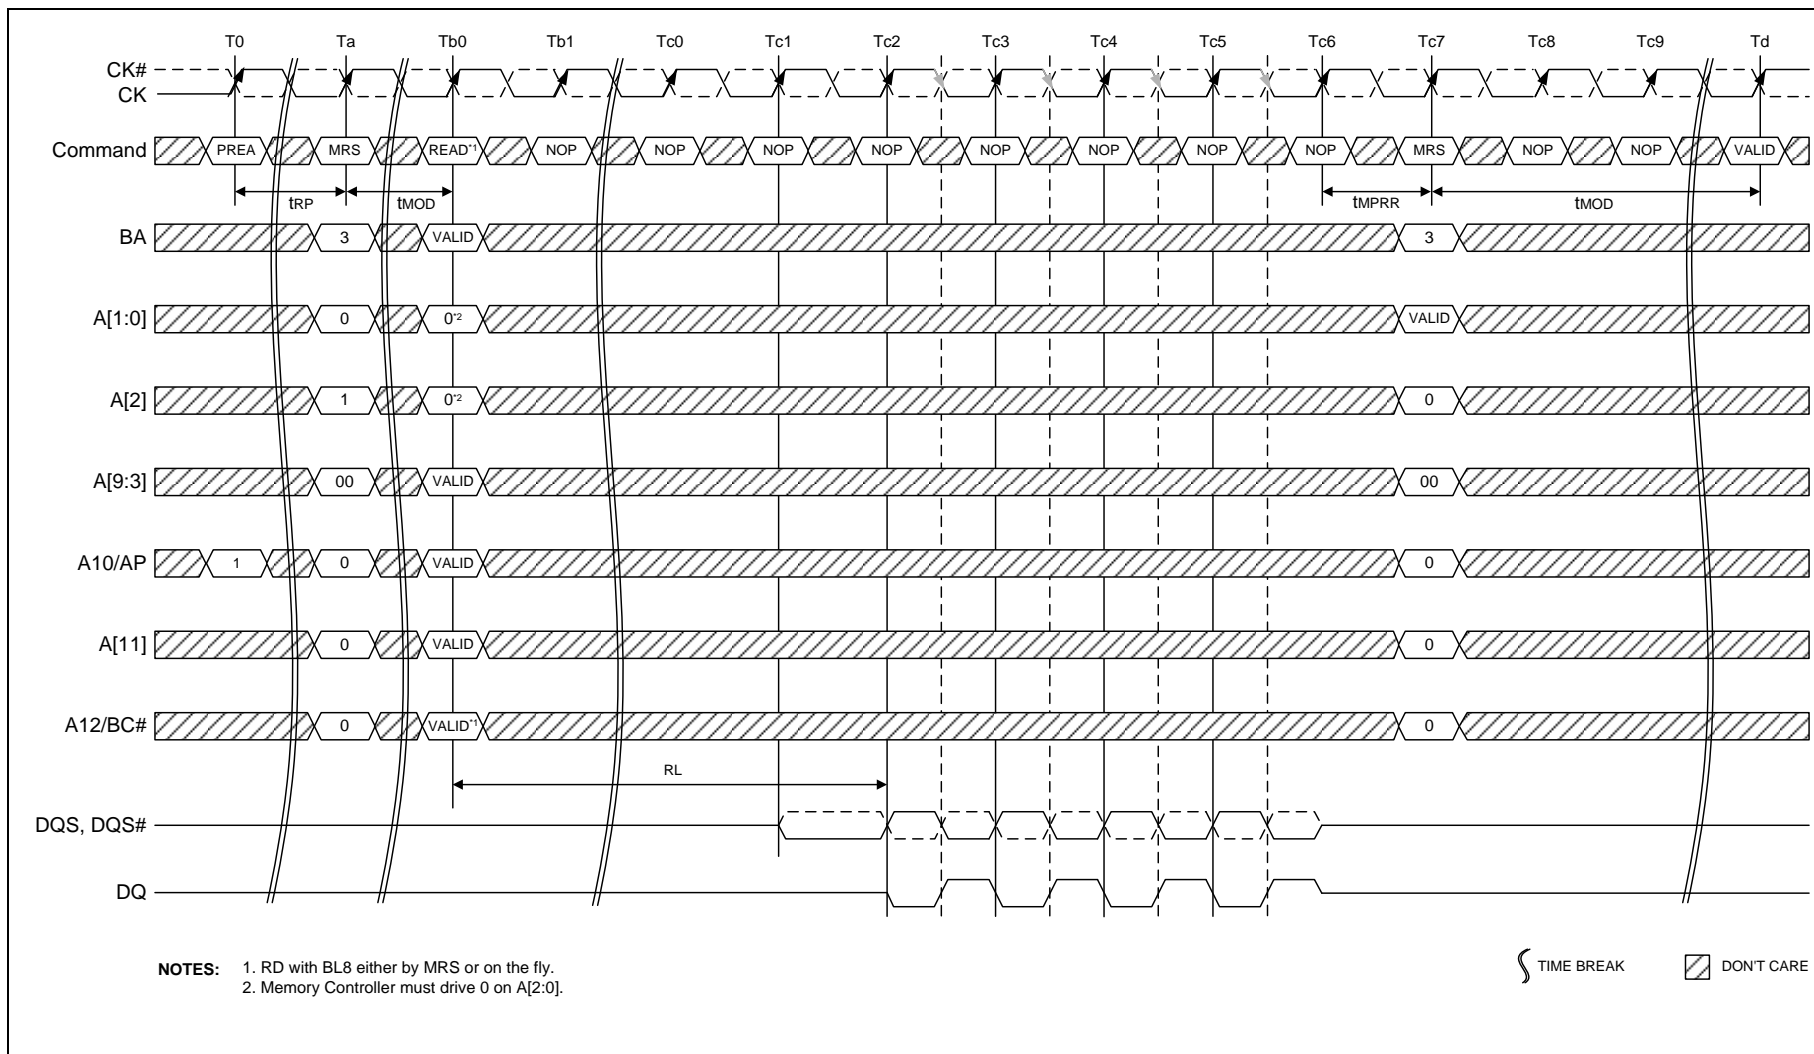 T0 Ta Tb0 Tb1 Tc0 Tc1 Tc2 Tc3 Tc4 Tc5 Tc6 Tc7 Tc8 Tc9 Td
CK#
CK
Command PREA MRS READ*1 NOP NOP NOP NOP NOP NOP NOP NOP MRS NOP NOP VALID
tRP tMOD tMPRR tMOD
BA 3 VALID 3
A[1:0] 0 0*2 VALID
A[2] 1 0*2 0
A[9:3] 00 VALID 00
A10/AP 1 0 VALID 0
A[11] 0 VALID 0
A12/BC# 0 VALID*1 0
RL
DQS, DQS#
DQ
NOTES: 1. RD with BL8 either by MRS or on the fly.
2. Memory Controller must drive 0 on A[2:0].
TIME BREAK DON'T CARE